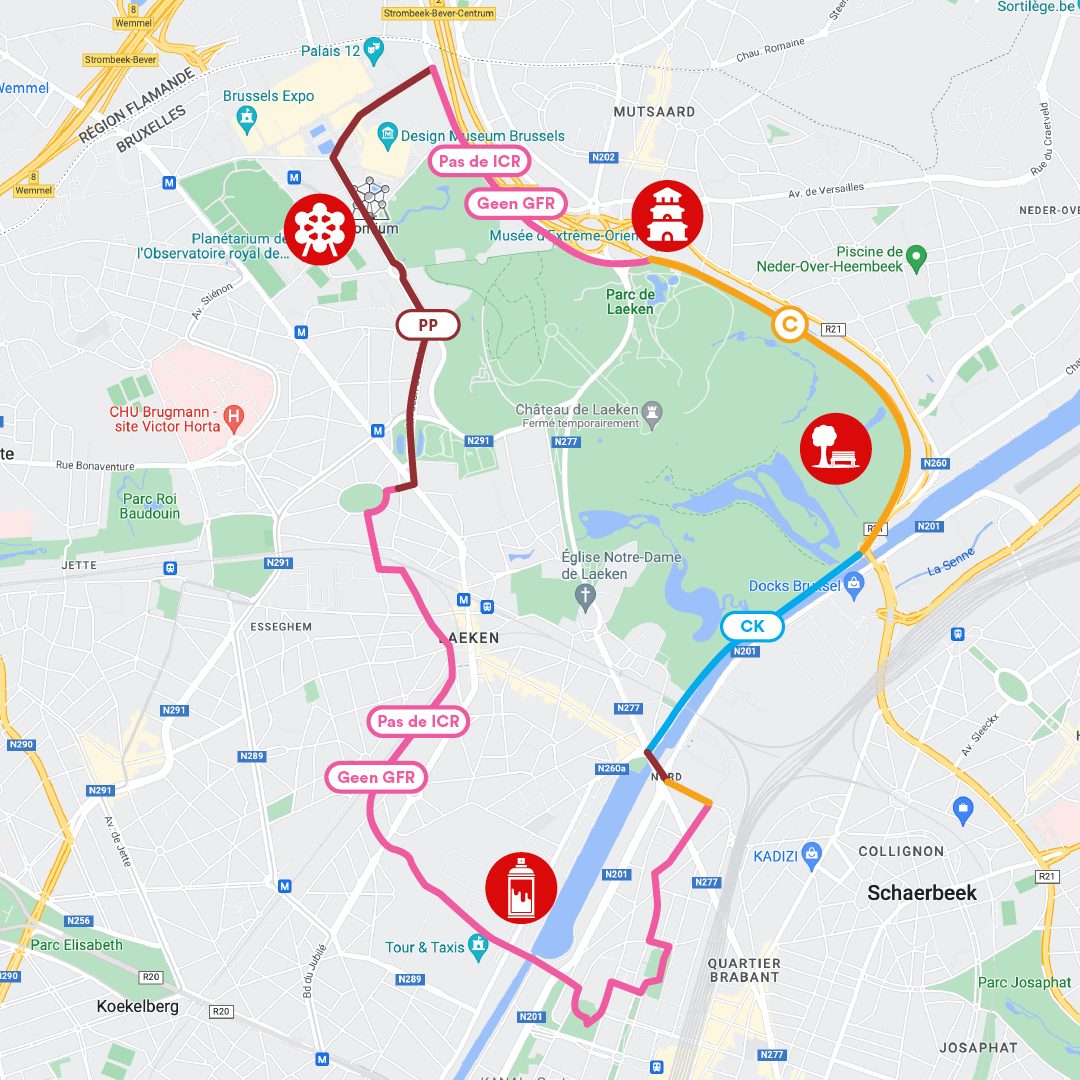 8
Wemmel
8
Strombeek-Bever-Centrum
Sortilège.be
Palais 12
Chau. Romaine
Strombeek-Bever
Wemmel
RÉGION FLAMANDE
BRUXELLES
Brussels Expo
MUTSAARD
Rue du Craetveld
Design Museum Brussels
Pas de ICR
N202
8
Wemmel
M
M
Av. de Versailles
Geen GFR
NEDER-OVE
Planétarium de
l'Observatoire royal de...
Musée d'Extrême-Orien
Piscine de
Neder-Over-Heembeek
Av. Stiénon
Parc de
Laeken
PP
C
R21
M
CHU Brugmann -
site Victor Horta
H
M
Château de Laeken
Fermé temporairement
N291
N277
te
Rue Bonaventure
N260
Parc Roi
Baudouin
N201
La Senne
JETTE
N291
Église Notre-Dame
de Laeken
Docks Bruxsel
M
ESSEGHEM
LAEKEN
CK
N201
N291
N277
Pas de ICR
Av. Sleeckx
N290
N289
N260a
Geen GFR
N291
Av. de Jette
KADIZI
COLLIGNON
M
N201
N277
R21
Schaerbeek
N256
Parc Elisabeth
Tour & Taxis
Bd du Jubilé
N289
QUARTIER
BRABANT
N290
R20
Koekelberg
R20
N201
Parc Josaphat
JOSAPHAT
M
N277